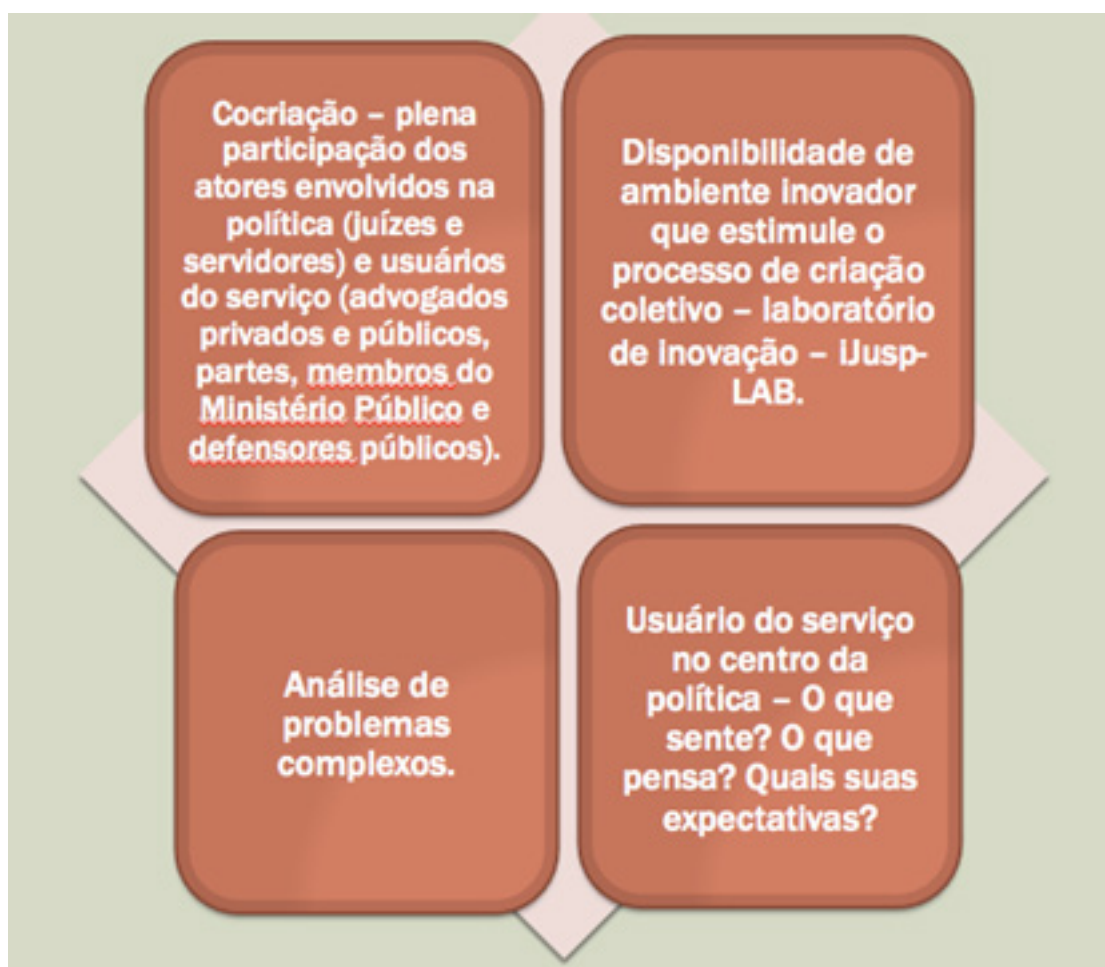 Cocriação – plena
participação dos
atores envolvidos na
política (juízes e
servidores) e usuários
do serviço (advogados
privados e públicos,
partes, membros do
Ministério Público e
defensores públicos).
Disponibilidade de
ambiente inovador
que estimule o
processo de criação
coletivo – laboratório
de inovação – iJusp-
LAB.
Análise de
problemas
complexos.
Usuário do serviço
no centro da
política – O que
sente? O que
pensa? Quais suas
expectativas?